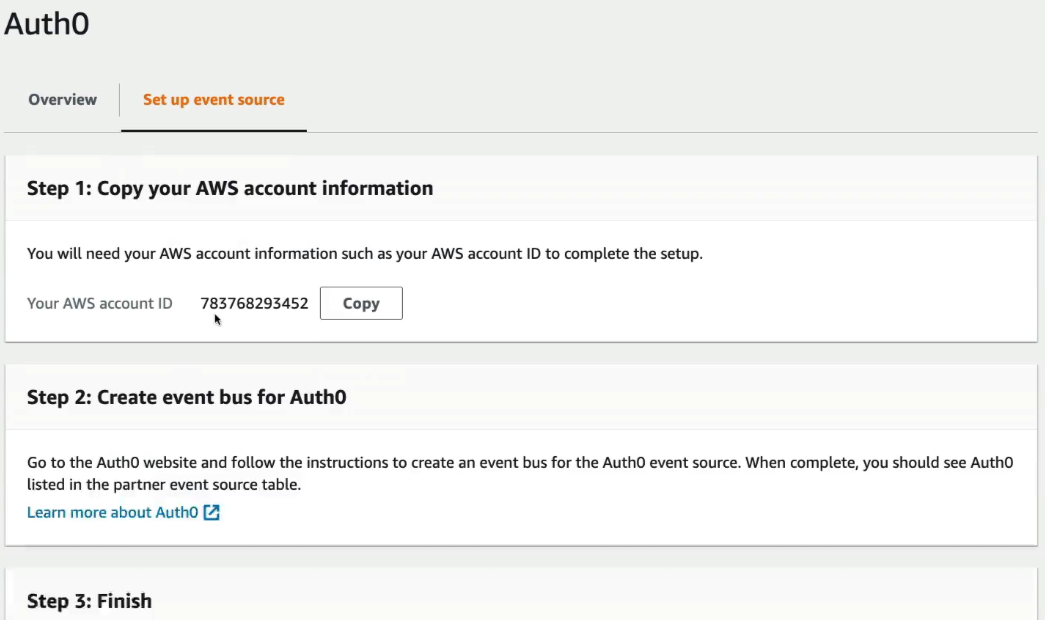 Auth0
Overview
Set up event source
Step 1: Copy your AWS account information
You will need your AWS account information such as your AWS account ID to complete the setup.
Your AWS account ID 783768293452 Copy
Step 2: Create event bus for Auth0
Go to the Auth0 website and follow the instructions to create an event bus for the Auth0 event source. When complete, you should see Auth0
listed in the partner event source table.
Learn more about Auth0
Step 3: Finish